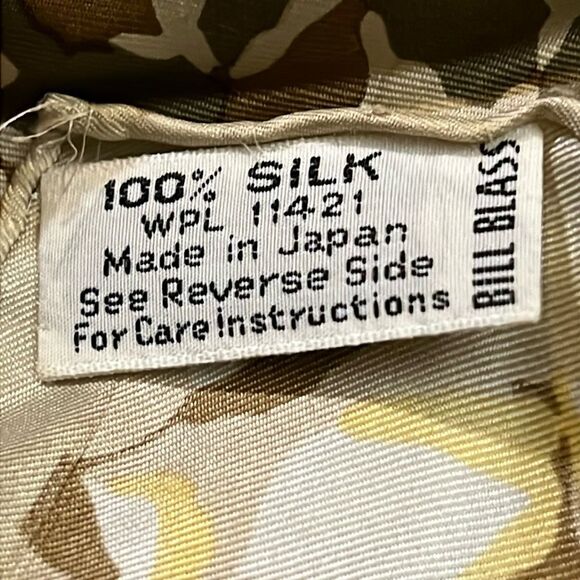 100% SILK
WPL 11421
Made in Japan
See Reverse Side
For Care Instructions
BILL BLASS